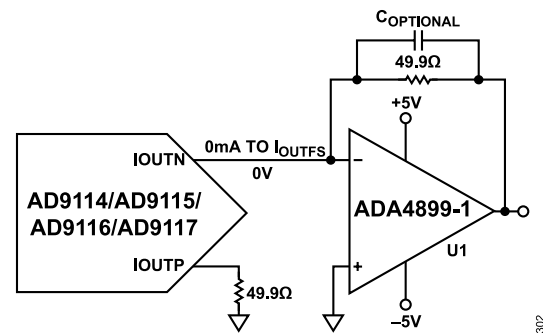 COPTIONAL
49.9Ω
+5V
IOUTN
0mA TO IOUTFS
0V
–
AD9114/AD9115/
AD9116/AD9117
ADA4899-1
IOUTP
+
U1
49.9Ω
–5V
302